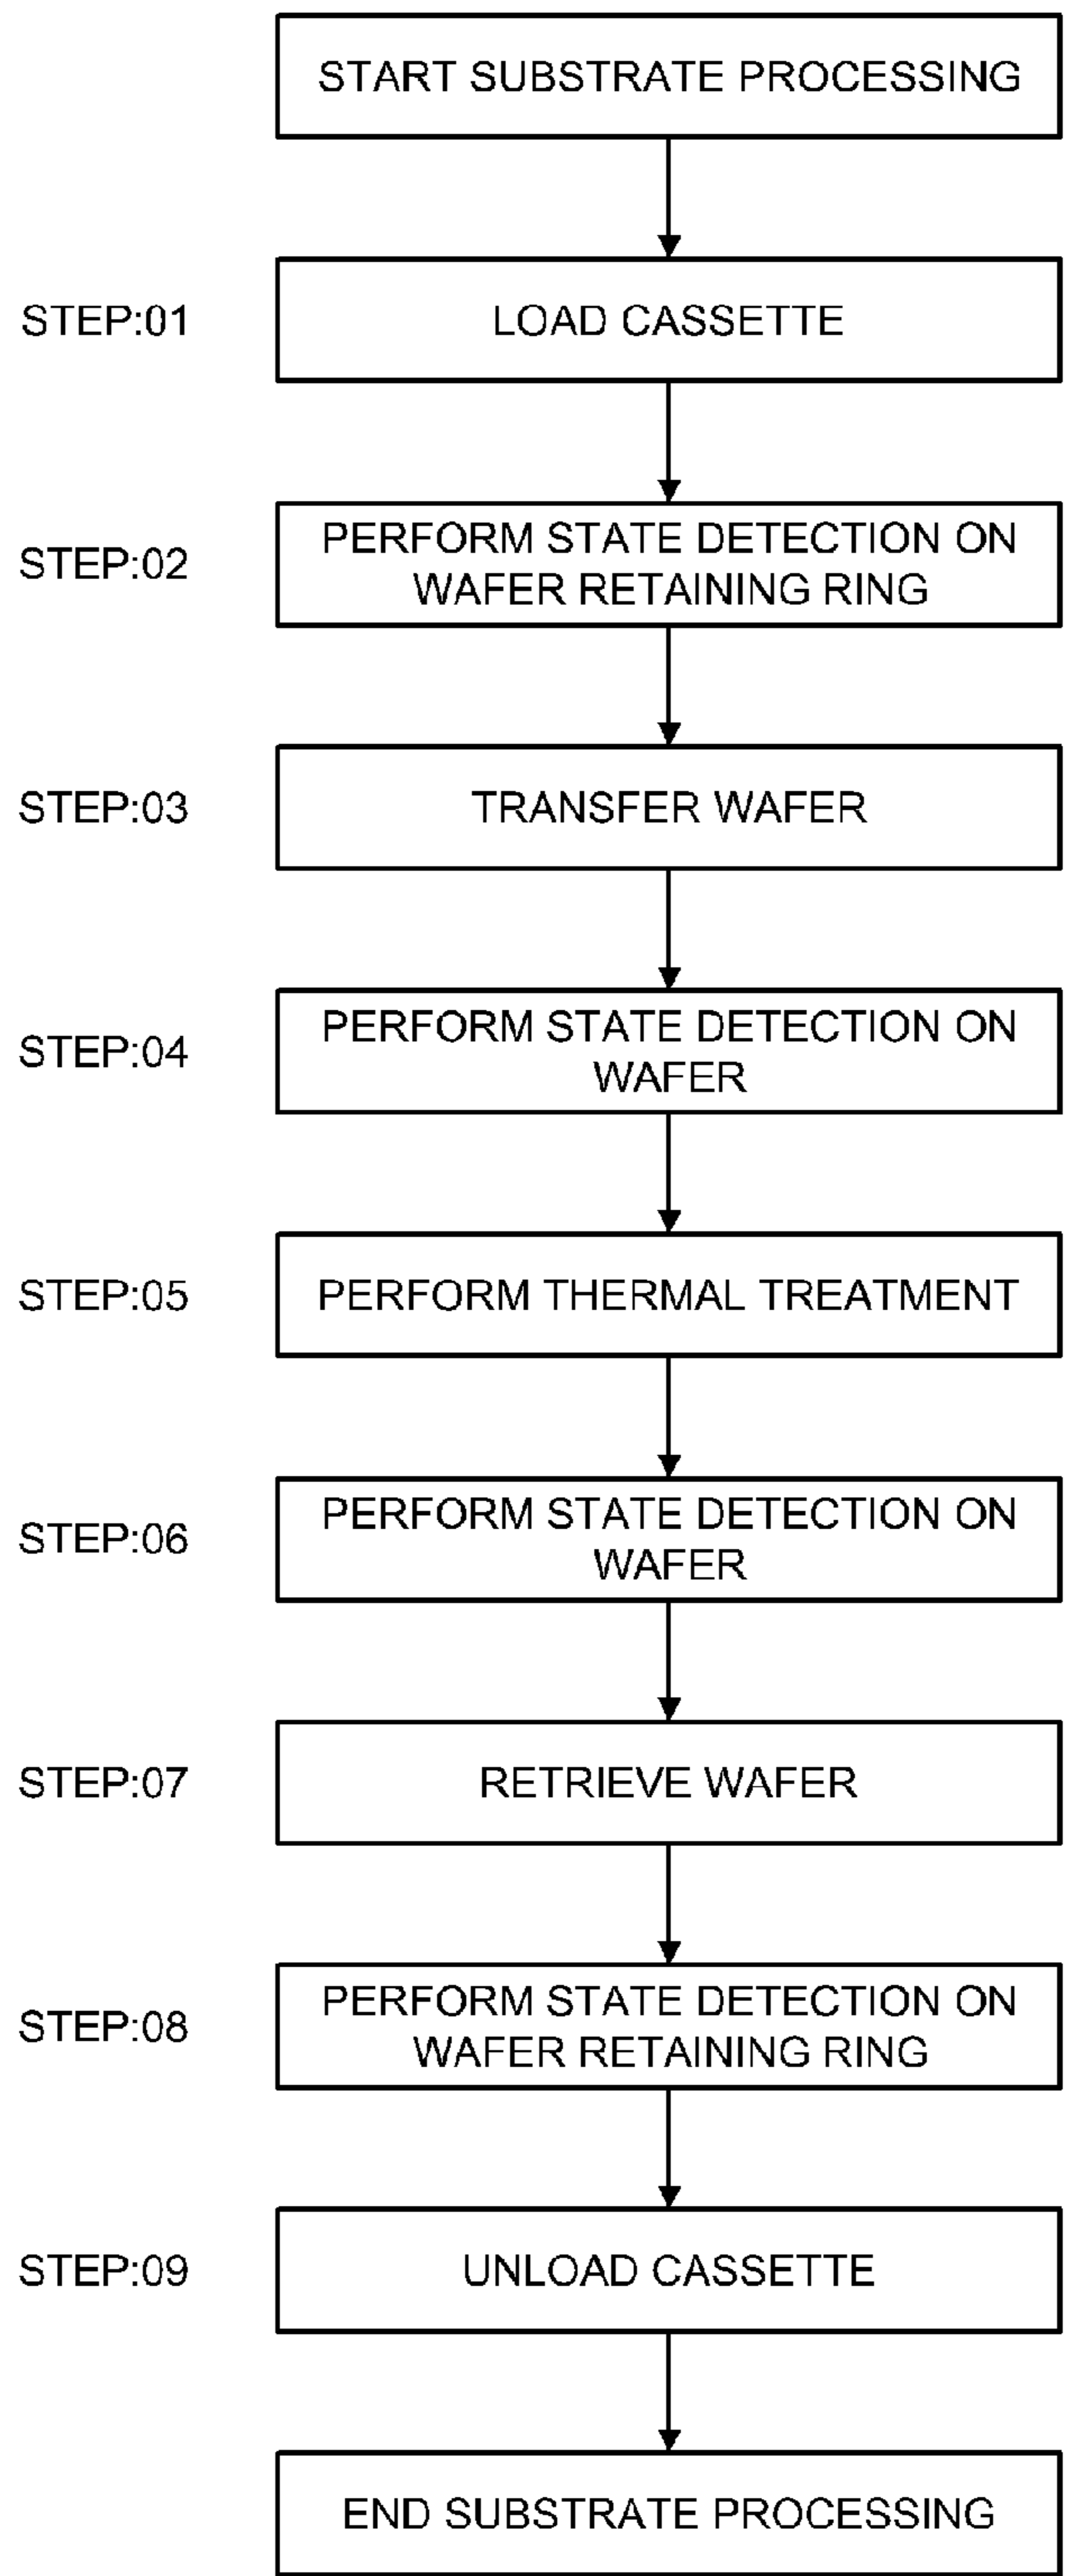 START SUBSTRATE PROCESSING
STEP:01
LOAD CASSETTE
STEP:02
PERFORM STATE DETECTION ON
WAFER RETAINING RING
STEP:03
TRANSFER WAFER
STEP:04
PERFORM STATE DETECTION ON
WAFER
STEP:05
PERFORM THERMAL TREATMENT
STEP:06
PERFORM STATE DETECTION ON
WAFER
STEP:07
RETRIEVE WAFER
STEP:08
PERFORM STATE DETECTION ON
WAFER RETAINING RING
STEP:09
UNLOAD CASSETTE
END SUBSTRATE PROCESSING